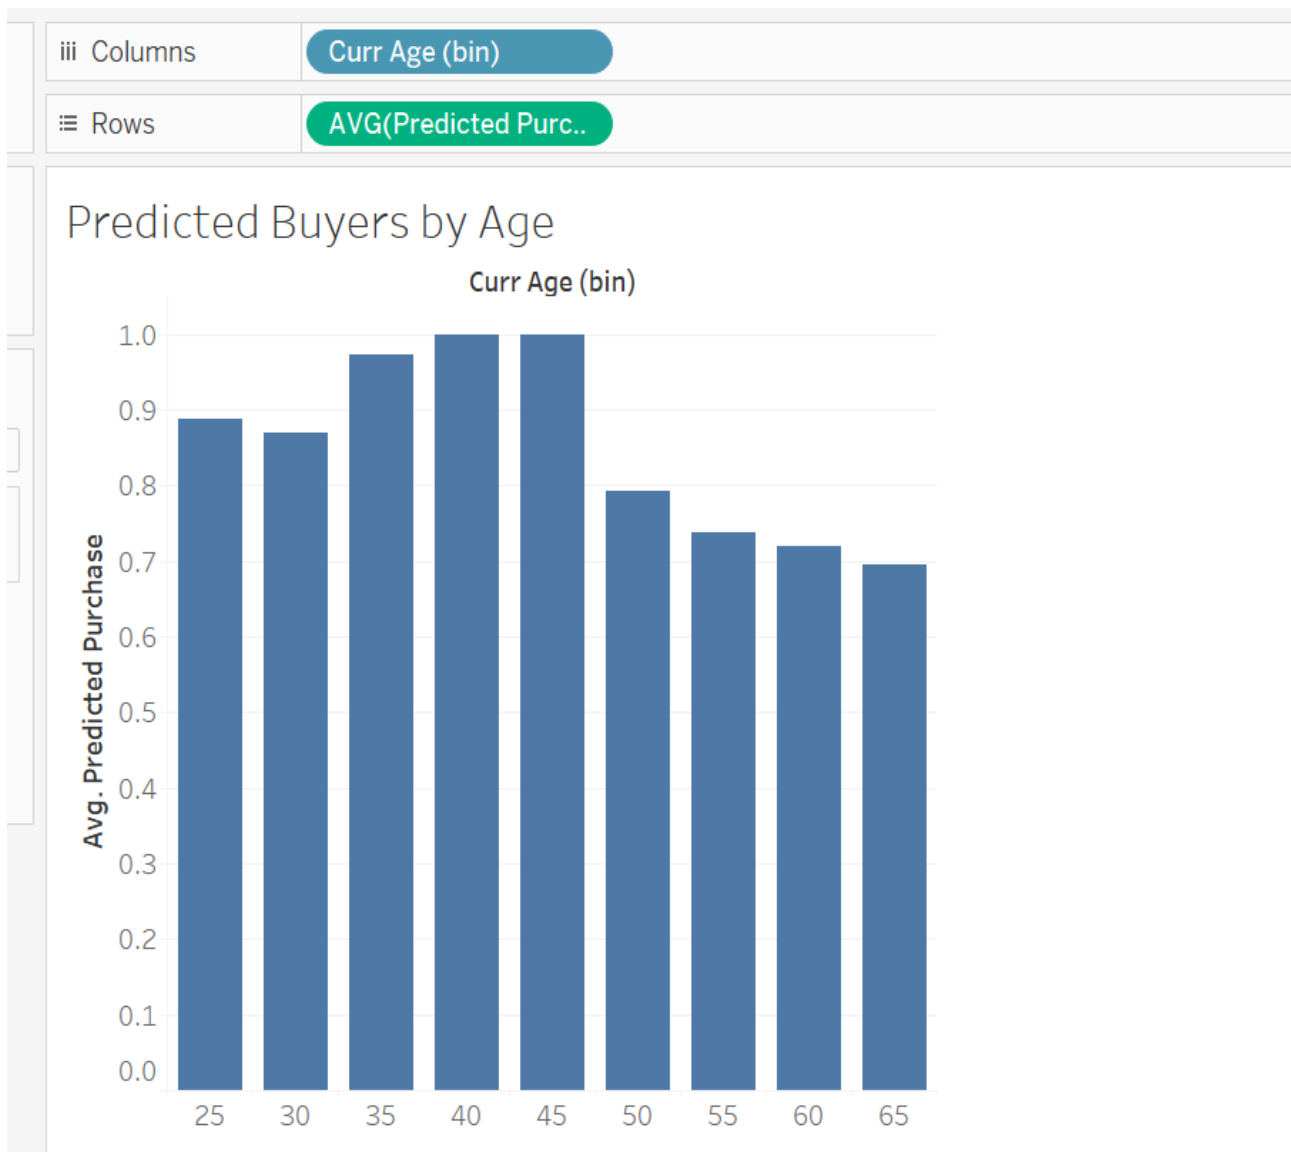 Columns
Curr Age (bin)
Rows
AVG(Predicted Purc..
Predicted Buyers by Age
Curr Age (bin)
Avg. Predicted Purchase
1.0
0.9
0.8
0.7
0.6
0.5
0.4
0.3
0.2
0.1
0.0
25 30 35 40 45 50 55 60 65